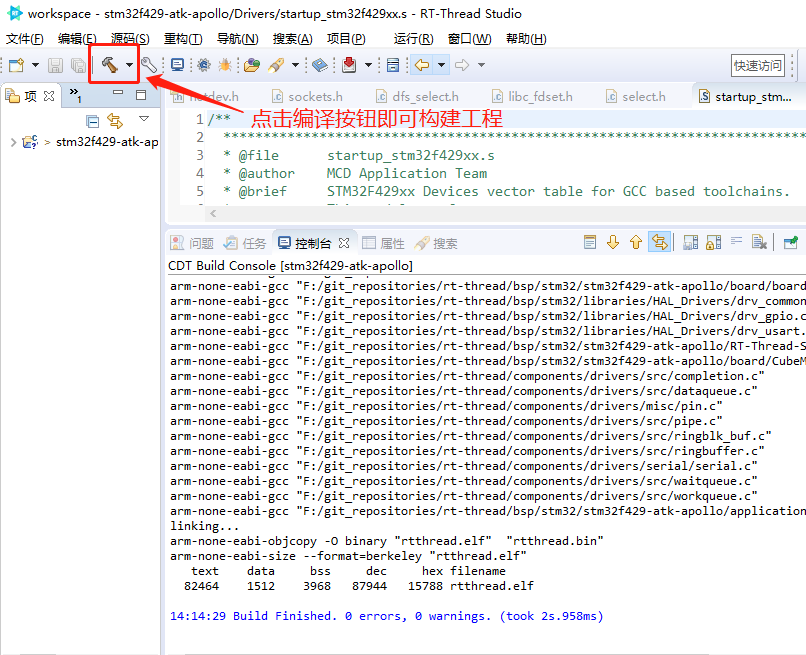 workspace - stm32f429-atk-apollo/Drivers/startup_stm32f429xx.s - RT-Thread Studio
文件(F) 编辑(E) 源码(S) 重构(T) 导航(N) 搜索(A) 项目(P) 运行(R) 窗口(W) 帮助(H)
快速访问
项 »1 netdev.h sockets.h dfs_select.h libc_fdset.h select.h startup_stm...
点击编译按钮即可构建工程
1 /**
2 ******************************************************************************
3 * @file startup_stm32f429xx.s
4 * @author MCD Application Team
5 * @brief STM32F429xx Devices vector table for GCC based toolchains.
> stm32f429-atk-ap
问题 任务 控制台 属性 搜索
CDT Build Console [stm32f429-atk-apollo]
arm-none-eabi-gcc "F:/git_repositories/rt-thread/bsp/stm32/stm32f429-atk-apollo/board/board
arm-none-eabi-gcc "F:/git_repositories/rt-thread/bsp/stm32/libraries/HAL_Drivers/drv_common
arm-none-eabi-gcc "F:/git_repositories/rt-thread/bsp/stm32/libraries/HAL_Drivers/drv_gpio.c
arm-none-eabi-gcc "F:/git_repositories/rt-thread/bsp/stm32/libraries/HAL_Drivers/drv_usart.
arm-none-eabi-gcc "F:/git_repositories/rt-thread/bsp/stm32/stm32f429-atk-apollo/RT-Thread-S
arm-none-eabi-gcc "F:/git_repositories/rt-thread/bsp/stm32/stm32f429-atk-apollo/board/CubeM
arm-none-eabi-gcc "F:/git_repositories/rt-thread/components/drivers/src/completion.c"
arm-none-eabi-gcc "F:/git_repositories/rt-thread/components/drivers/src/dataqueue.c"
arm-none-eabi-gcc "F:/git_repositories/rt-thread/components/drivers/misc/pin.c"
arm-none-eabi-gcc "F:/git_repositories/rt-thread/components/drivers/src/pipe.c"
arm-none-eabi-gcc "F:/git_repositories/rt-thread/components/drivers/src/ringblk_buf.c"
arm-none-eabi-gcc "F:/git_repositories/rt-thread/components/drivers/src/ringbuffer.c"
arm-none-eabi-gcc "F:/git_repositories/rt-thread/components/drivers/serial/serial.c"
arm-none-eabi-gcc "F:/git_repositories/rt-thread/components/drivers/src/waitqueue.c"
arm-none-eabi-gcc "F:/git_repositories/rt-thread/components/drivers/src/workqueue.c"
arm-none-eabi-gcc "F:/git_repositories/rt-thread/bsp/stm32/stm32f429-atk-apollo/application
linking...
arm-none-eabi-objcopy -O binary "rtthread.elf" "rtthread.bin"
arm-none-eabi-size --format=berkeley "rtthread.elf"
text data bss dec hex filename
82464 1512 3968 87944 15788 rtthread.elf
14:14:29 Build Finished. 0 errors, 0 warnings. (took 2s.958ms)